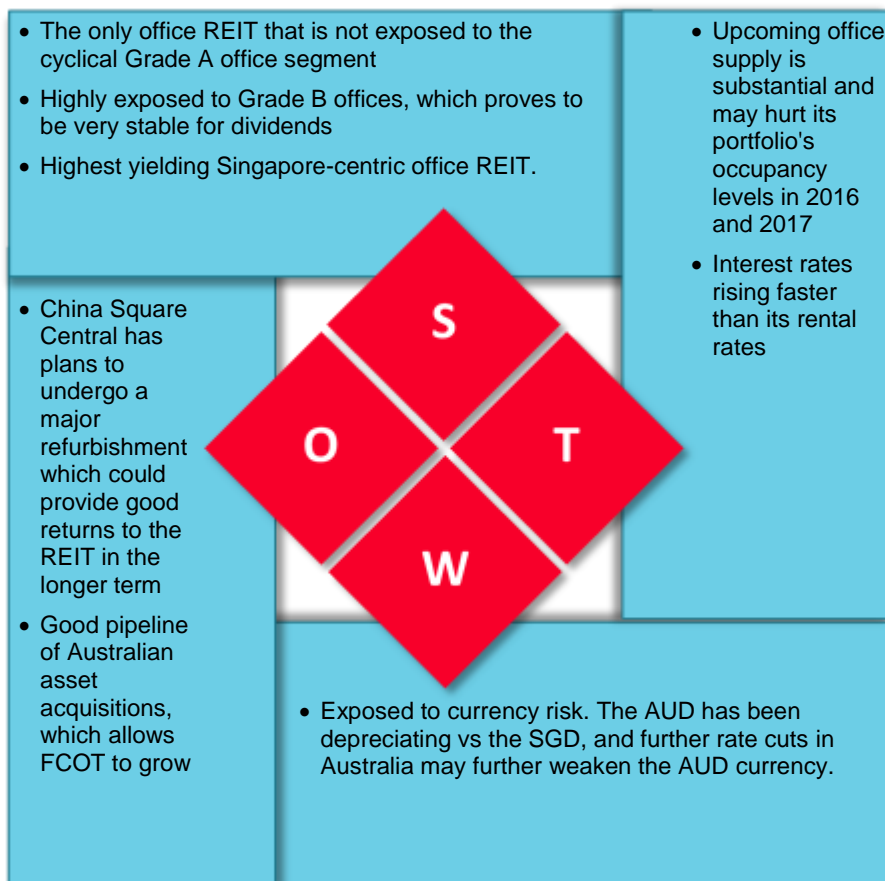 • The only office REIT that is not exposed to the
cyclical Grade A office segment
• Highly exposed to Grade B offices, which proves to
be very stable for dividends
• Highest yielding Singapore-centric office REIT.
• Upcoming office
supply is
substantial and
may hurt its
portfolio's
occupancy
levels in 2016
and 2017
• Interest rates
rising faster
than its rental
rates
• China Square
Central has
plans to
undergo a
major
refurbishment
which could
provide good
returns to the
REIT in the
longer term
• Good pipeline
of Australian
asset
acquisitions,
which allows
FCOT to grow
S
O
T
W
• Exposed to currency risk. The AUD has been
depreciating vs the SGD, and further rate cuts in
Australia may further weaken the AUD currency.